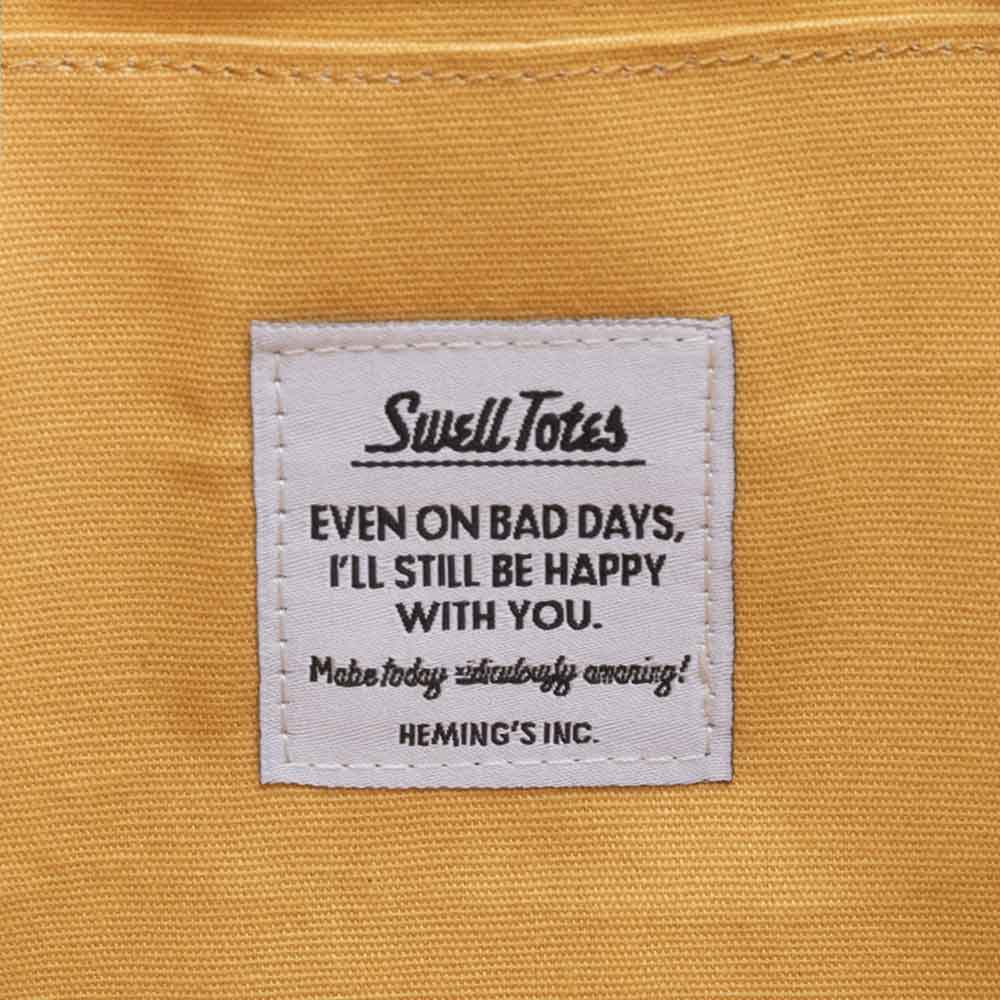 Swell Totes
EVEN ON BAD DAYS,
I'LL STILL BE HAPPY
WITH YOU.
Make today ridiculously amazing!
HEMING'S INC.